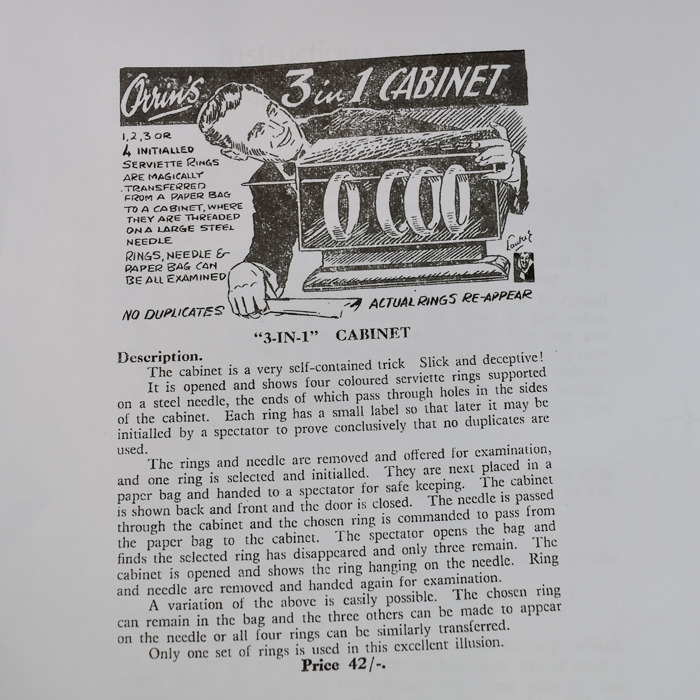 Orrin's 3 in 1 CABINET
1, 2, 3 OR
4 INITIALLED
SERVIETTE RINGS
ARE MAGICALLY
TRANSFERRED
FROM A PAPER BAG
TO A CABINET, WHERE
THEY ARE THREADED
ON A LARGE STEEL
NEEDLE
RINGS, NEEDLE &
PAPER BAG CAN
BE ALL EXAMINED
NO DUPLICATES
ACTUAL RINGS RE-APPEAR
"3-IN-1" CABINET
Description.
The cabinet is a very self-contained trick Slick and deceptive!
It is opened and shows four coloured serviette rings supported
on a steel needle, the ends of which pass through holes in the sides
of the cabinet. Each ring has a small label so that later it may be
initialled by a spectator to prove conclusively that no duplicates are
used.
The rings and needle are removed and offered for examination,
and one ring is selected and initialled. They are next placed in a
paper bag and handed to a spectator for safe keeping. The cabinet
is shown back and front and the door is closed. The needle is passed
through the cabinet and the chosen ring is commanded to pass from
the paper bag to the cabinet. The spectator opens the bag and
finds the selected ring has disappeared and only three remain. The
cabinet is opened and shows the ring hanging on the needle. Ring
and needle are removed and handed again for examination.
A variation of the above is easily possible. The chosen ring
can remain in the bag and the three others can be made to appear
on the needle or all four rings can be similarly transferred.
Only one set of rings is used in this excellent illusion.
Price 42/-.